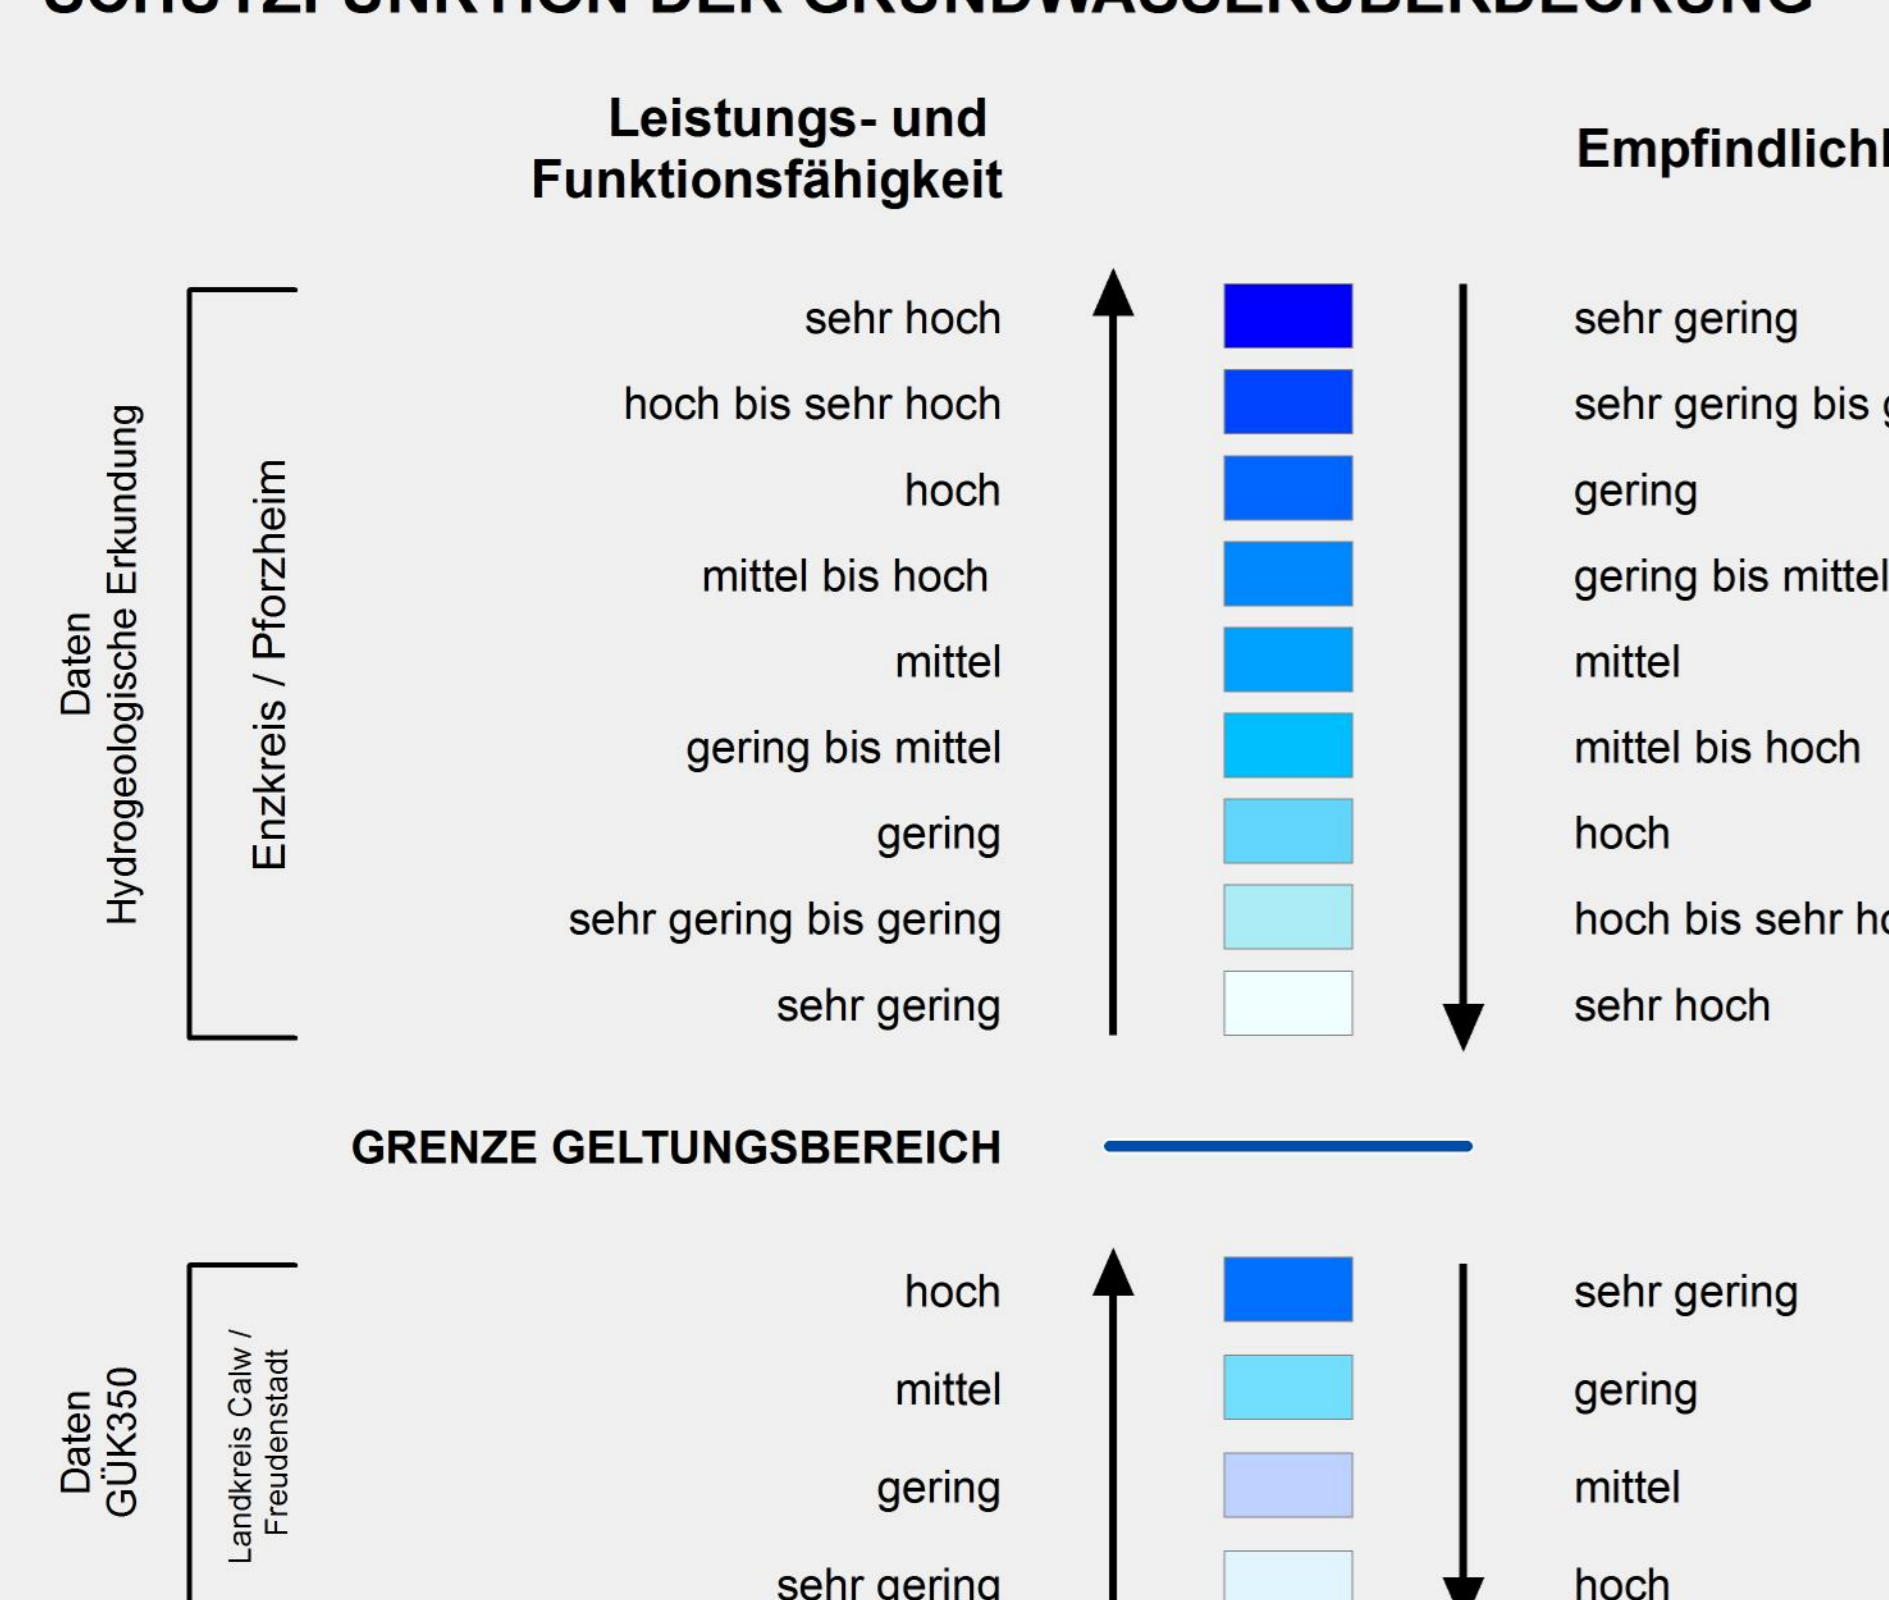 SCHUTZFUNKTION DER GRUNDWASSERÜBERDECKUNG
Leistungs- und
Funktionsfähigkeit
Daten
Hydrogeologische Erkundung
Enzkreis / Pforzheim
sehr hoch
sehr gering
hoch bis sehr hoch
sehr gering bis
hoch
gering
mittel bis hoch
gering bis mittel
mittel
mittel
gering bis mittel
mittel bis hoch
gering
hoch
sehr gering bis gering
hoch bis sehr
sehr gering
sehr hoch
GRENZE GELTUNGSBEREICH
Daten
GÜK350
Landkreis Calw /
Freudenstadt
hoch
sehr gering
mittel
gering
gering
mittel
sehr gering
hoch